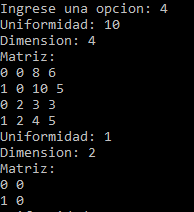 Ingrese una opcion: 4
Uniformidad: 10
Dimension: 4
Matriz:
0 0 8 6
1 0 10 5
0 2 3 3
1 2 4 5
Uniformidad: 1
Dimension: 2
Matriz:
0 0
1 0